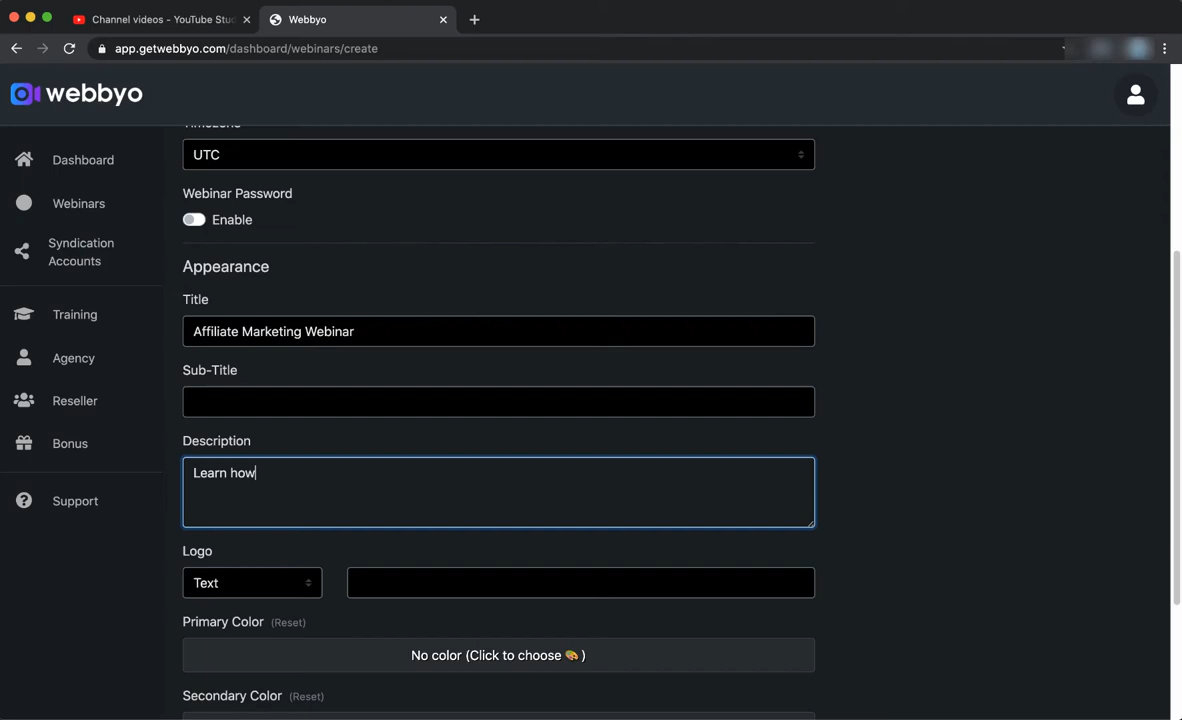 Channel videos - YouTube Stu
Webbyo
app.getwebbyo.com/dashboard/webinars/create
webbyo
Dashboard
Webinars
Syndication
Accounts
Training
Agency
Reseller
Bonus
Support
UTC
Webinar Password
Enable
Appearance
Title
Affiliate Marketing Webinar
Sub-Title
Description
Learn how
Logo
Text
Primary Color (Reset)
No color (Click to choose 🎨 )
Secondary Color (Reset)